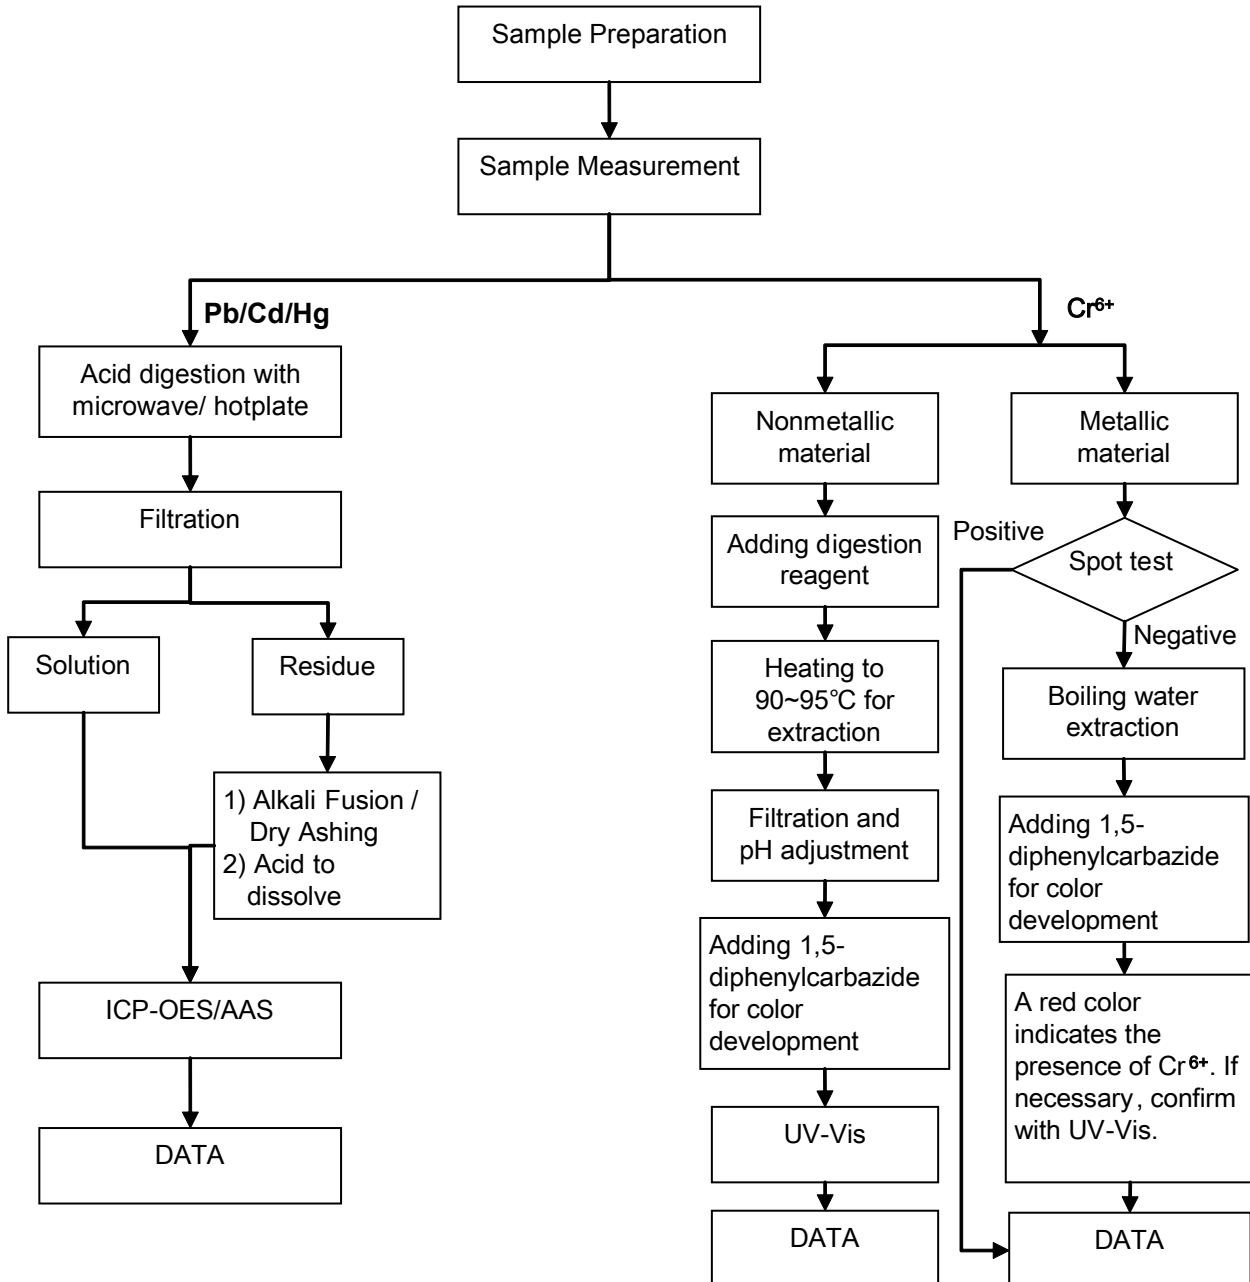 Sample Preparation
Sample Measurement
Pb/Cd/Hg
Acid digestion with
microwave/ hotplate
Filtration
Solution
Residue
1) Alkali Fusion /
Dry Ashing
2) Acid to
dissolve
ICP-OES/AAS
DATA
Cr⁶⁺
Nonmetallic
material
Adding digestion
reagent
Heating to
90~95℃ for
extraction
Filtration and
pH adjustment
Adding 1,5-
diphenylcarbazide
for color
development
UV-Vis
DATA
Metallic
material
Positive
Spot test
Negative
Boiling water
extraction
Adding 1,5-
diphenylcarbazide
for color
development
A red color
indicates the
presence of Cr⁶⁺. If
necessary, confirm
with UV-Vis.
DATA